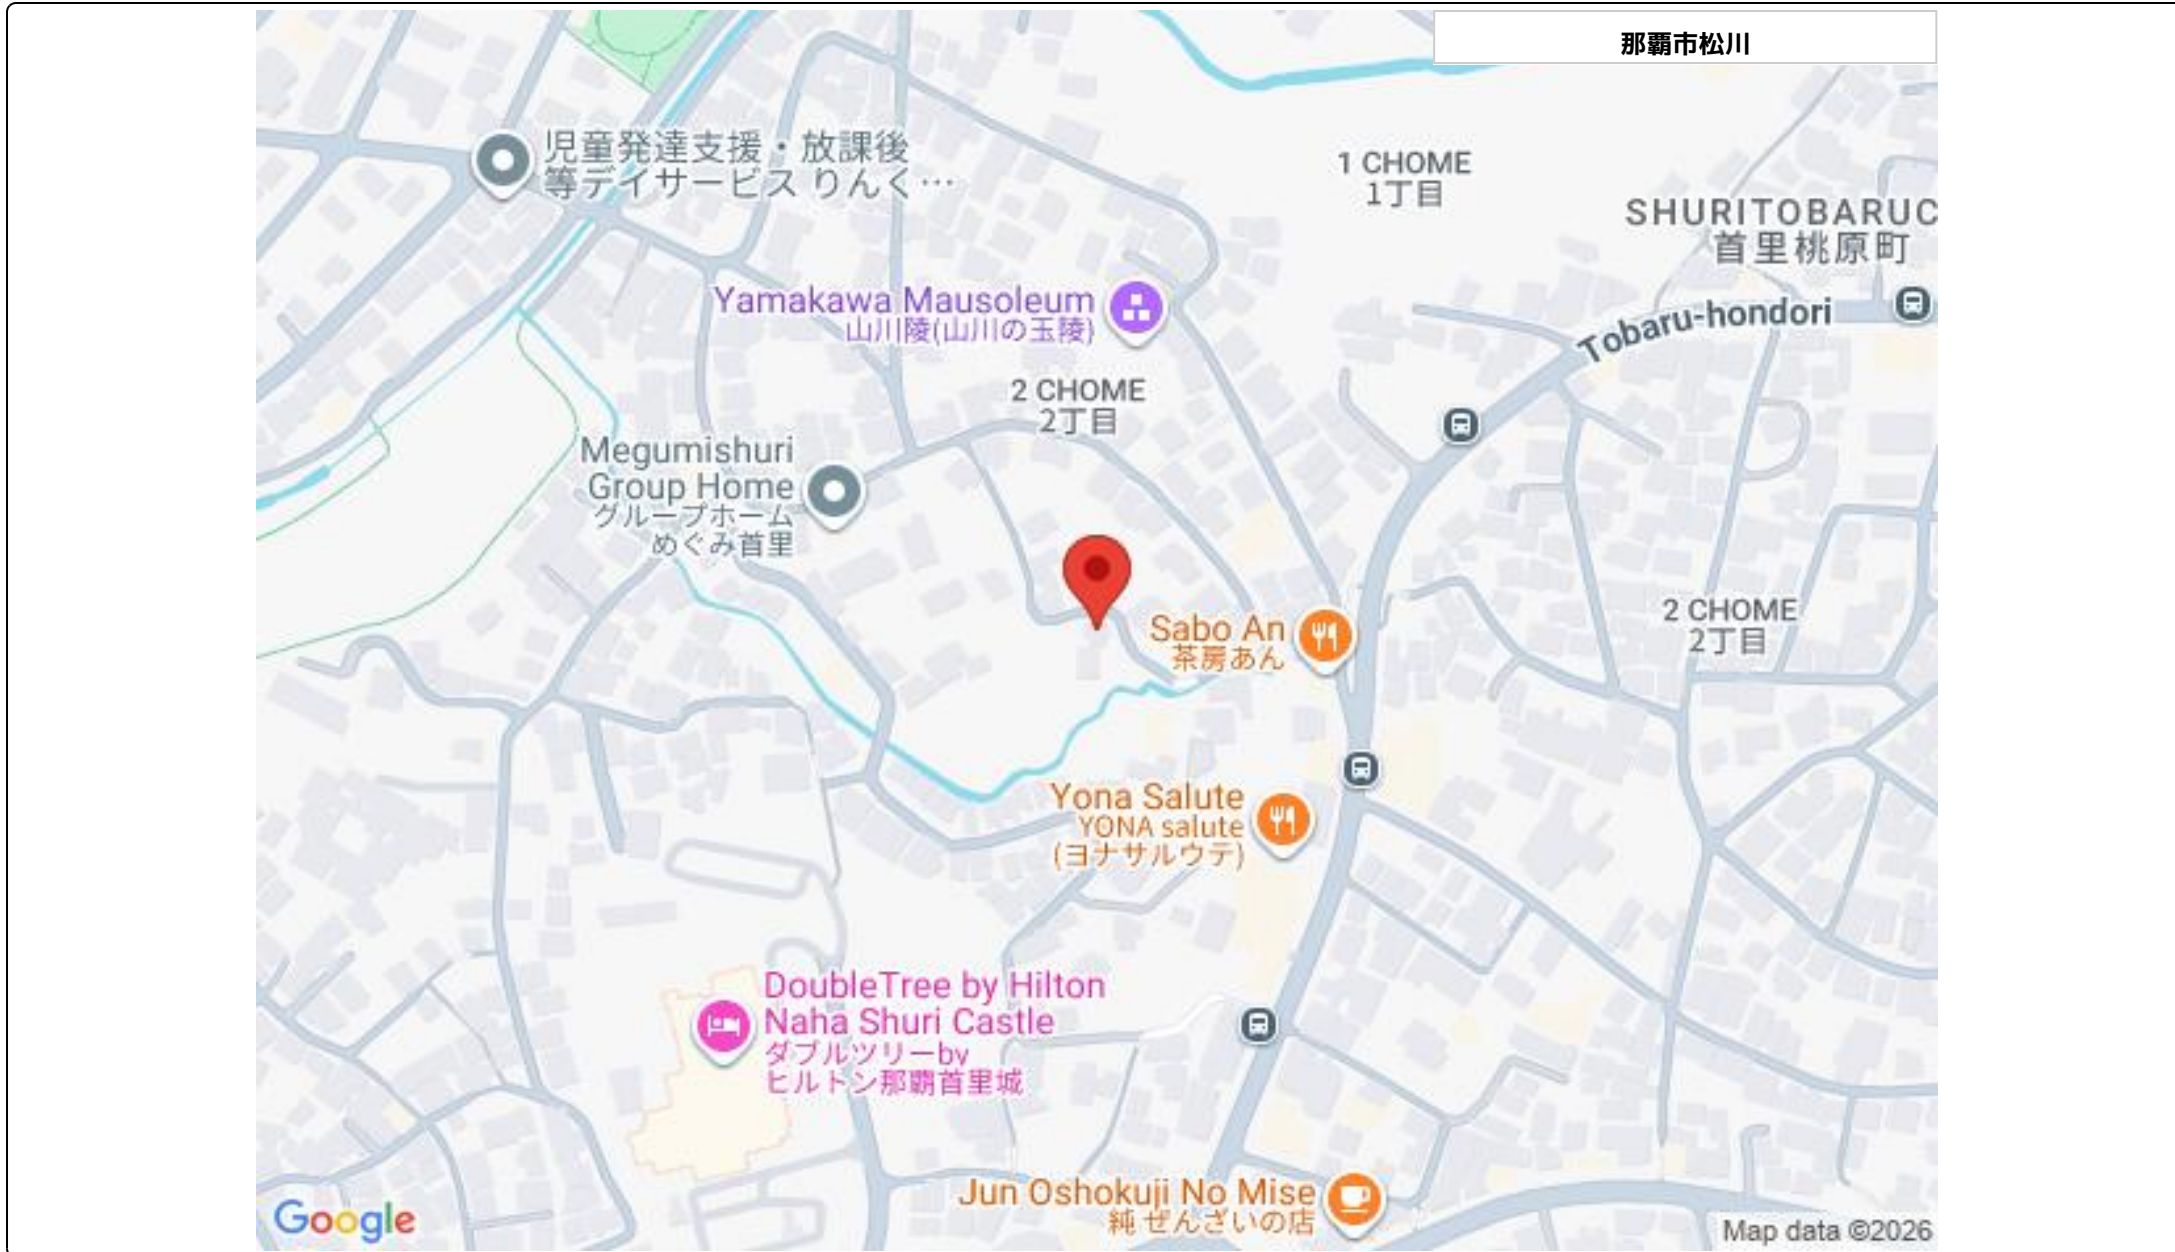 那覇市松川
児童発達支援・放課後
等デイサービス りんく…
1 CHOME
1丁目
SHURITOBARUC
首里桃原町
Yamakawa Mausoleum
山川陵(山川の玉陵)
Tobaru-hondori
2 CHOME
2丁目
Megumishuri
Group Home
グループホーム
めぐみ首里
Sabo An
茶房あん
2 CHOME
2丁目
Yona Salute
YONA salute
(ヨナサルウテ)
DoubleTree by Hilton
Naha Shuri Castle
ダブルツリーby
ヒルトン那覇首里城
Jun Oshokuji No Mise
純 ぜんざいの店
Google
Map data ©2026